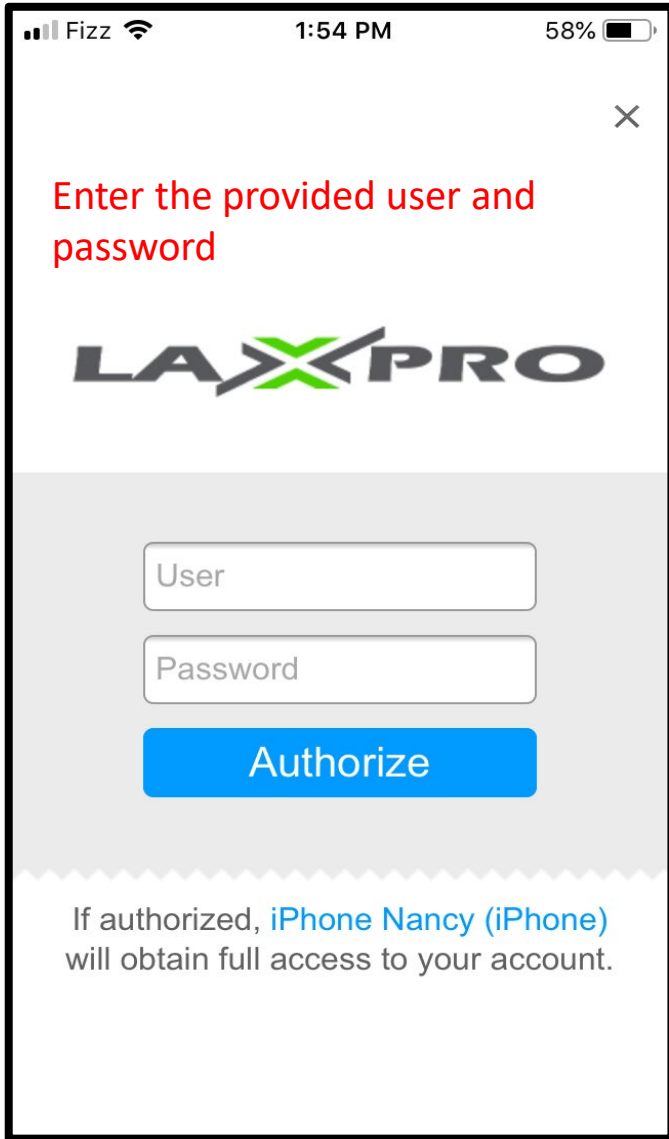 Fizz 1:54 PM 58%
Enter the provided user and
password
LAXPRO
User
Password
Authorize
If authorized, iPhone Nancy (iPhone)
will obtain full access to your account.